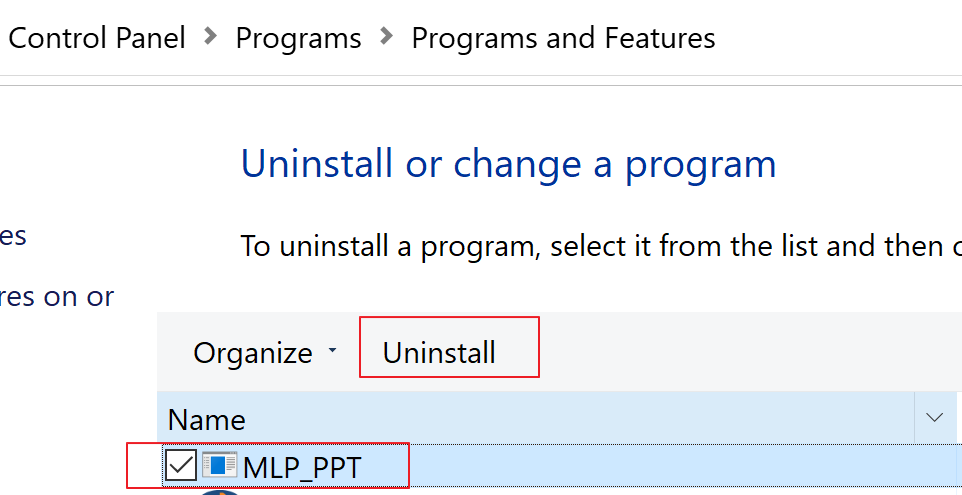 Control Panel > Programs > Programs and Features
Uninstall or change a program
es
To uninstall a program, select it from the list and then c
res on or
Organize Uninstall
Name
MLP_PPT